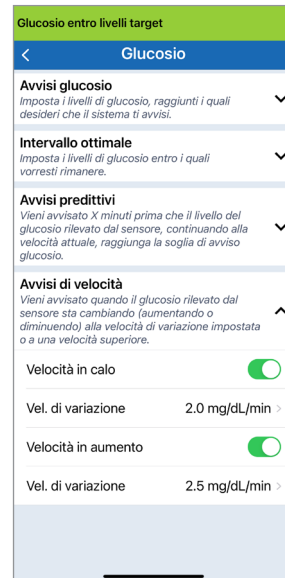 Glucosio entro livelli target
Glucosio
Avvisi glucosio
Imposta i livelli di glucosio, raggiunti i quali
desideri che il sistema ti avvisi.
Intervallo ottimale
Imposta i livelli di glucosio entro i quali
vorresti rimanere.
Avvisi predittivi
Vieni avvisato X minuti prima che il livello del
glucosio rilevato dal sensore, continuando alla
velocità attuale, raggiunga la soglia di avviso
glucosio.
Avvisi di velocità
Vieni avvisato quando il glucosio rilevato dal
sensore sta cambiando (aumentando o
diminuendo) alla velocità di variazione impostata
o a una velocità superiore.
Velocità in calo
Vel. di variazione 2.0 mg/dL/min
Velocità in aumento
Vel. di variazione 2.5 mg/dL/min